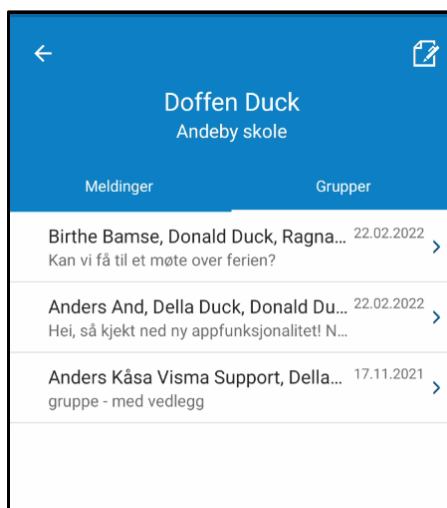 Doffen Duck
Andeby skole
Meldinger Grupper
Birthe Bamse, Donald Duck, Ragna... 22.02.2022
Kan vi få til et møte over ferien?
Anders And, Della Duck, Donald Du... 22.02.2022
Hei, så kjekt ned ny appfunksjonalitet! N...
Anders Kåsa Visma Support, Della... 17.11.2021
gruppe - med vedlegg